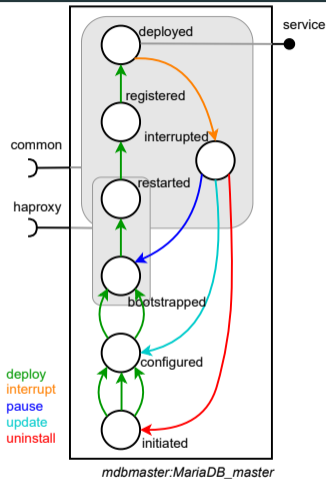 deployed
service
registered
interrupted
common
restarted
haproxy
bootstrapped
configured
deploy
interrupt
pause
update
uninstall
initiated
mdbmaster:MariaDB_master